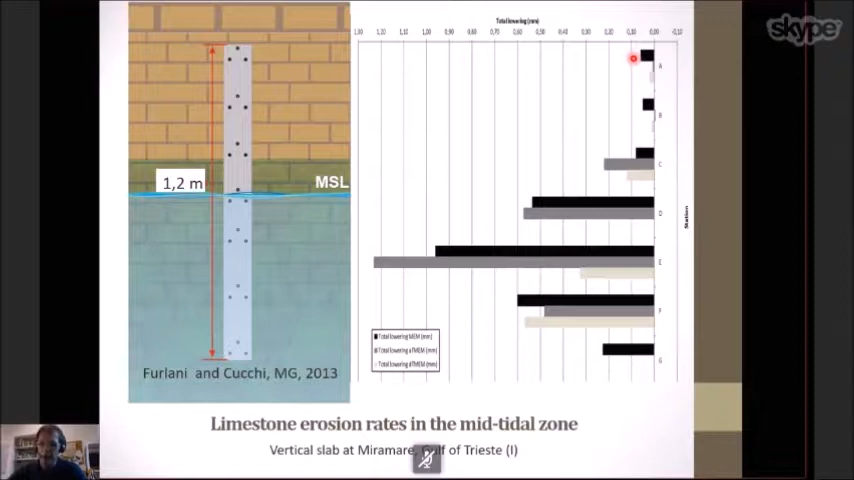 skype
Total lowering (mm)
1,30 1,20 1,10 1,00 0,90 0,80 0,70 0,60 0,50 0,40 0,30 0,20 0,10 0,00 -0,10
A
B
C
1,2 m
MSL
D
Station
E
F
Total lowering MEM (mm)
Total lowering aTMEM (mm)
Total lowering dTMEM (mm)
G
Furlani and Cucchi, MG, 2013
Limestone erosion rates in the mid-tidal zone
Vertical slab at Miramare, Gulf of Trieste (I)